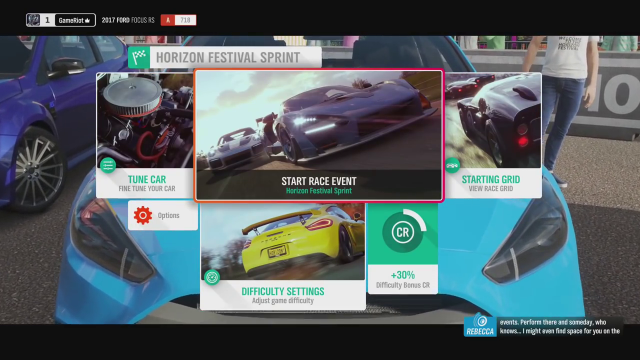 1 GameRiot 2017 FORD FOCUS RS A 718
HORIZON FESTIVAL SPRINT
TUNE CAR
FINE TUNE YOUR CAR
START RACE EVENT
Horizon Festival Sprint
STARTING GRID
VIEW RACE GRID
Options
DIFFICULTY SETTINGS
Adjust game difficulty
CR
+30%
Difficulty Bonus CR
REBECCA
events. Perform there and someday, who
knows... I might even find space for you on the